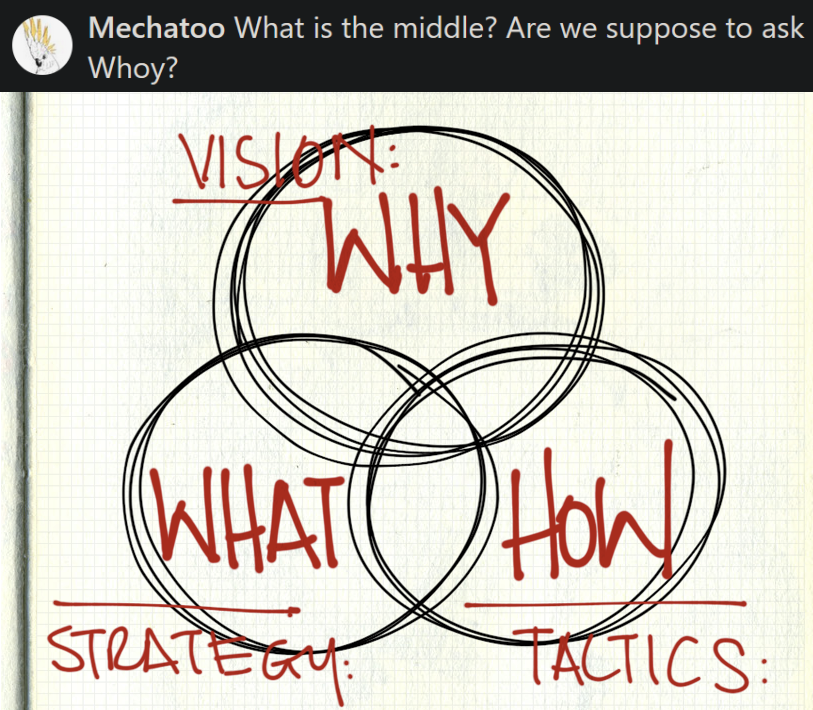 Mechatoo What is the middle? Are we suppose to ask
Whoy?
VISION:
WHY
WHAT
HOW
STRATEGY:
TACTICS: